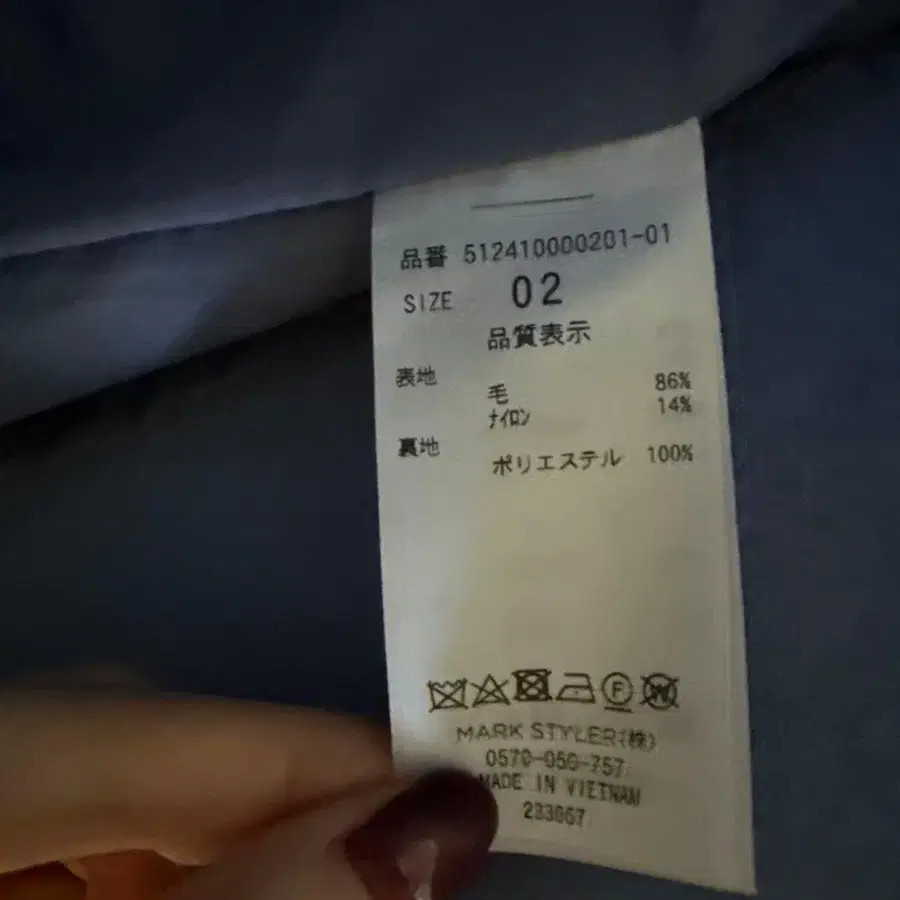 品番 512410000201-01
SIZE 02
品質表示
表地
毛 86%
ナイロン 14%
裏地
ポリエステル 100%
F W
MARK STYLER(株)
0570-050-757
MADE IN VIETNAM
233067